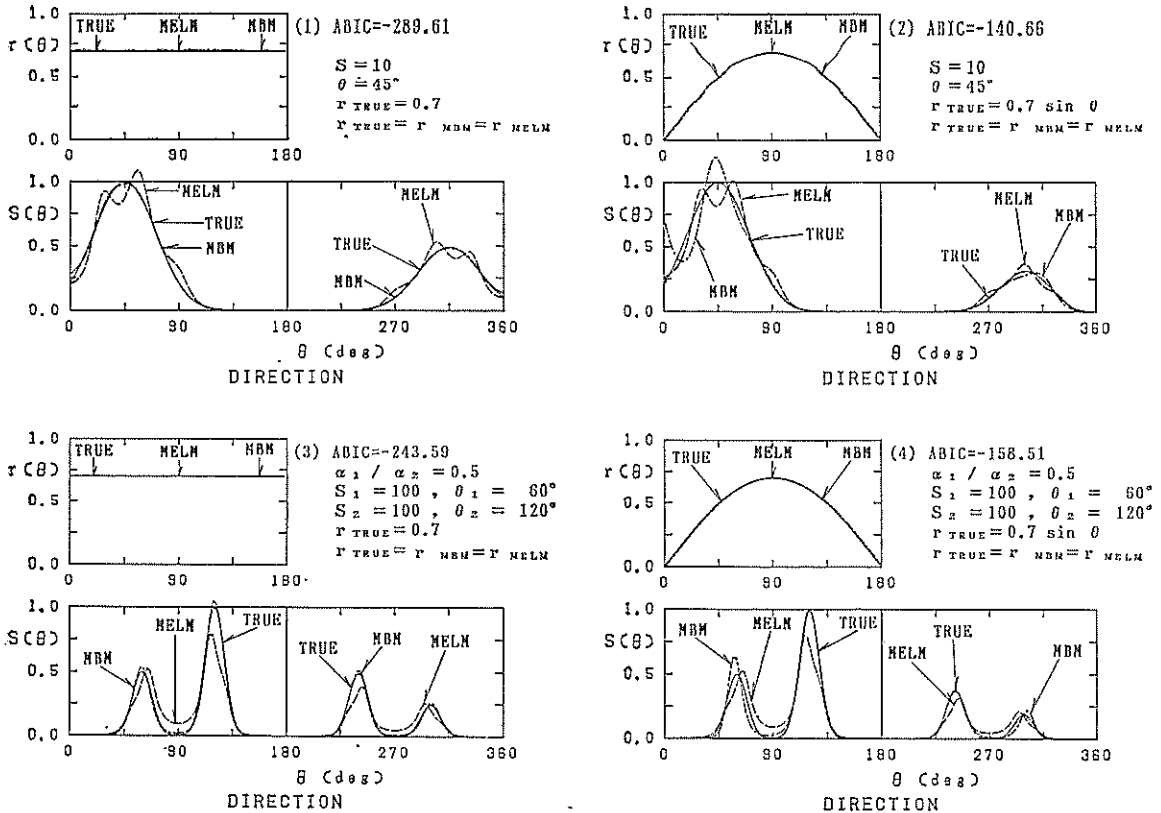 1.0
r(θ)
0.5
0.0
TRUE MELM MBM
0 90 180
(1) ABIC=-289.61
S=10
θ=45°
r TRUE=0.7
r TRUE=r MBM=r MELM
1.0
S(θ)
0.5
0.0
MELM
TRUE
MBM
MELM
TRUE
MBM
0 90 180 270 360
θ (deg)
DIRECTION
1.0
r(θ)
0.5
0.0
TRUE MELM MBM
0 90 180
(2) ABIC=-140.66
S=10
θ=45°
r TRUE=0.7 sin θ
r TRUE=r MBM=r MELM
1.0
S(θ)
0.5
0.0
MELM
TRUE
MBM
MELM
MBM
TRUE
0 90 180 270 360
θ (deg)
DIRECTION
1.0
r(θ)
0.5
0.0
TRUE MELM MBM
0 90 180
(3) ABIC=-243.59
α1 / α2 =0.5
S1 =100 , θ1 = 60°
S2 =100 , θ2 = 120°
r TRUE=0.7
r TRUE=r MBM=r MELM
1.0
S(θ)
0.5
0.0
MELM
TRUE
MBM
MBM
TRUE
MELM
0 90 180 270 360
θ (deg)
DIRECTION
1.0
r(θ)
0.5
0.0
TRUE MELM MBM
0 90 180
(4) ABIC=-158.51
α1 / α2 =0.5
S1 =100 , θ1 = 60°
S2 =100 , θ2 = 120°
r TRUE=0.7 sin θ
r TRUE=r MBM=r MELM
1.0
S(θ)
0.5
0.0
MBM MELM
TRUE
TRUE
MELM
MBM
0 90 180 270 360
θ (deg)
DIRECTION